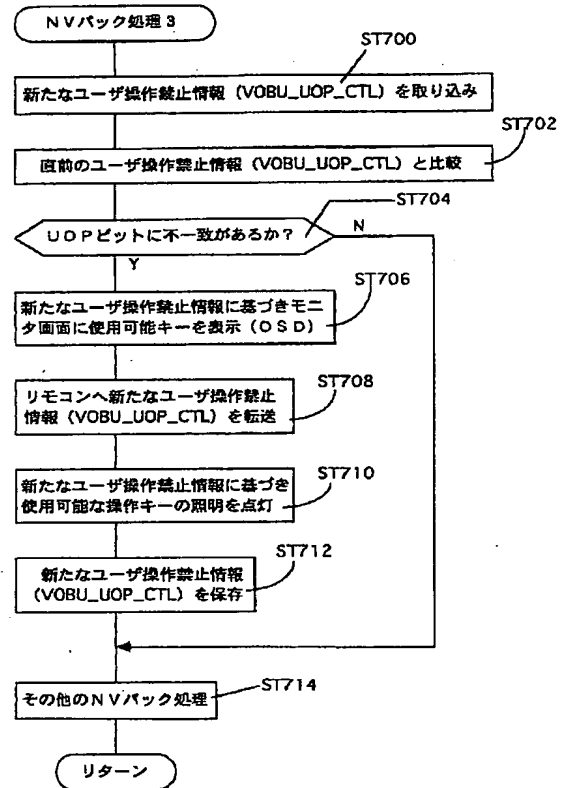 NVパック処理3
ST700
新たなユーザ操作禁止情報（VOBU_UOP_CTL）を取り込み
ST702
直前のユーザ操作禁止情報（VOBU_UOP_CTL）と比較
ST704
UOPビットに不一致があるか？
N
Y
ST706
新たなユーザ操作禁止情報に基づきモニ
タ画面に使用可能キーを表示（OSD）
ST708
リモコンへ新たなユーザ操作禁止
情報（VOBU_UOP_CTL）を転送
ST710
新たなユーザ操作禁止情報に基づき
使用可能な操作キーの照明を点灯
ST712
新たなユーザ操作禁止情報
（VOBU_UOP_CTL）を保存
ST714
その他のNVパック処理
リターン